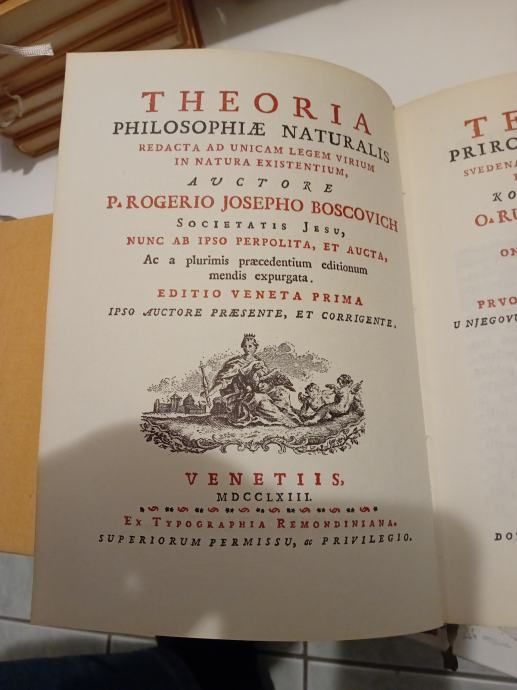 THEORIA
PHILOSOPHIÆ NATURALIS
REDACTA AD UNICAM LEGEM VIRIUM
IN NATURA EXISTENTIUM,
AUCTORE
P. ROGERIO JOSEPHO BOSCOVICH
SOCIETATIS JESU,
NUNC AB IPSO PERPOLITA, ET AUCTA,
Ac a plurimis præcedentium editionum
mendis expurgata.
EDITIO VENETA PRIMA
IPSO AUCTORE PRÆSENTE, ET CORRIGENTE.
VENETIIS,
MDCCLXIII.
EX TYPOGRAPHIA REMONDINIANA.
SUPERIORUM PERMISSU, ac PRIVILEGIO.
TE
PRIRO
SVEDENA
KO
O. RU
ON
PRVO
U NJEGOVU
DO